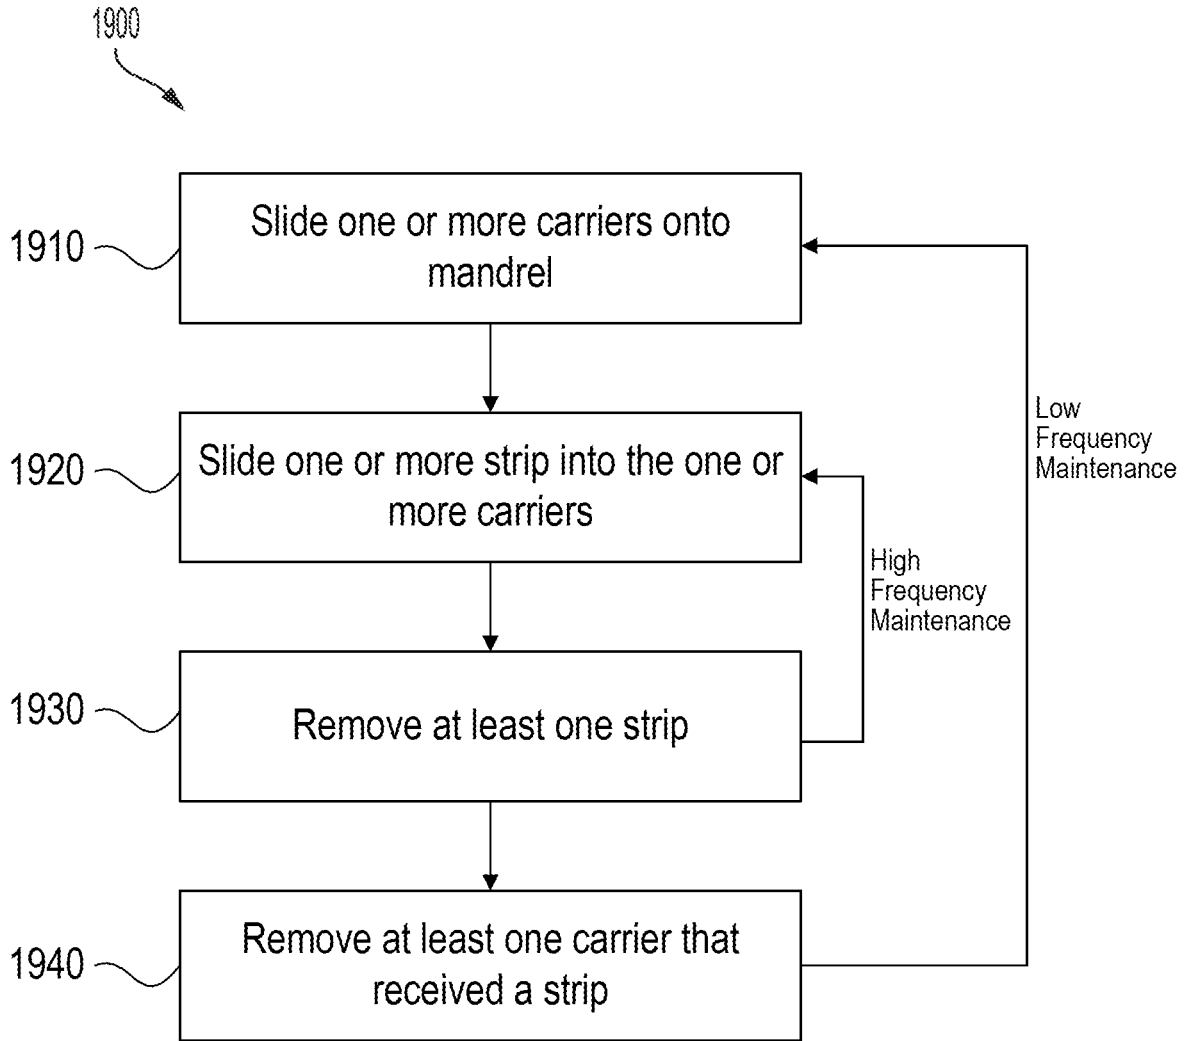 1900
1910
Slide one or more carriers onto
mandrel
1920
Slide one or more strip into the one or
more carriers
Low
Frequency
Maintenance
High
Frequency
Maintenance
1930
Remove at least one strip
1940
Remove at least one carrier that
received a strip